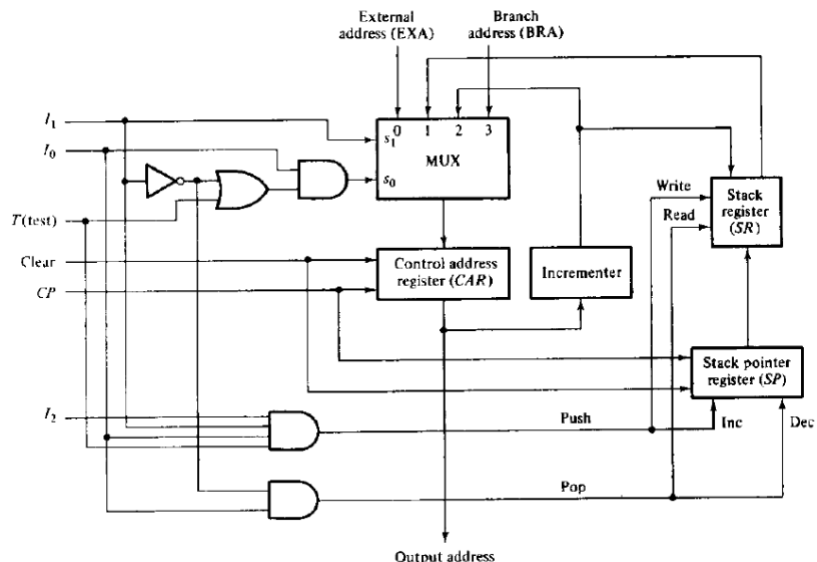 External
address (EXA)
Branch
address (BRA)
I1
I0
T (test)
Clear
CP
I2
0 1 2 3
s1
MUX
s0
Control address
register (CAR)
Incrementer
Write
Read
Stack
register
(SR)
Stack pointer
register (SP)
Push
Inc
Dec
Pop
Output address